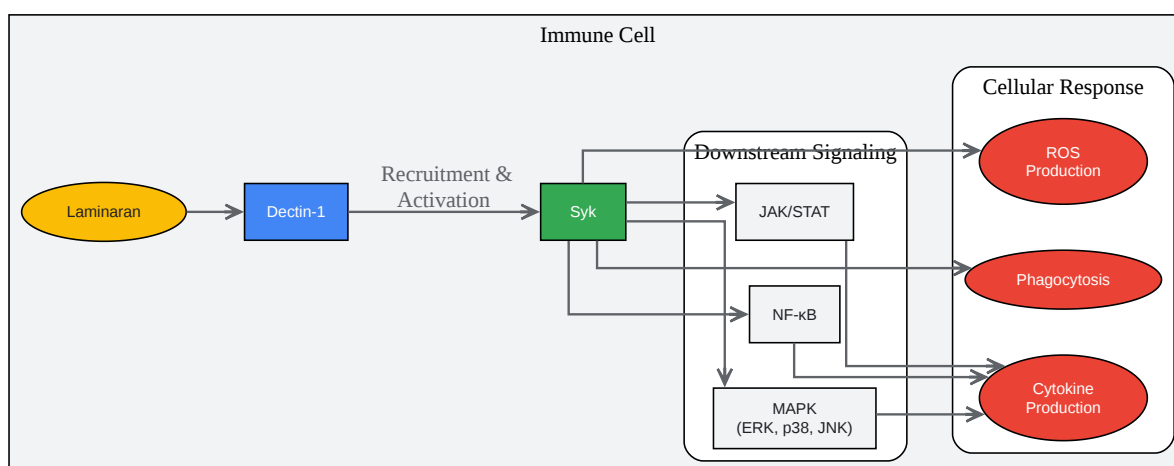 Immune Cell
Cellular Response
Downstream Signaling
ROS
Production
Recruitment &
Activation
Laminaran
Dectin-1
Syk
JAK/STAT
Phagocytosis
NF-κB
MAPK
(ERK, p38, JNK)
Cytokine
Production